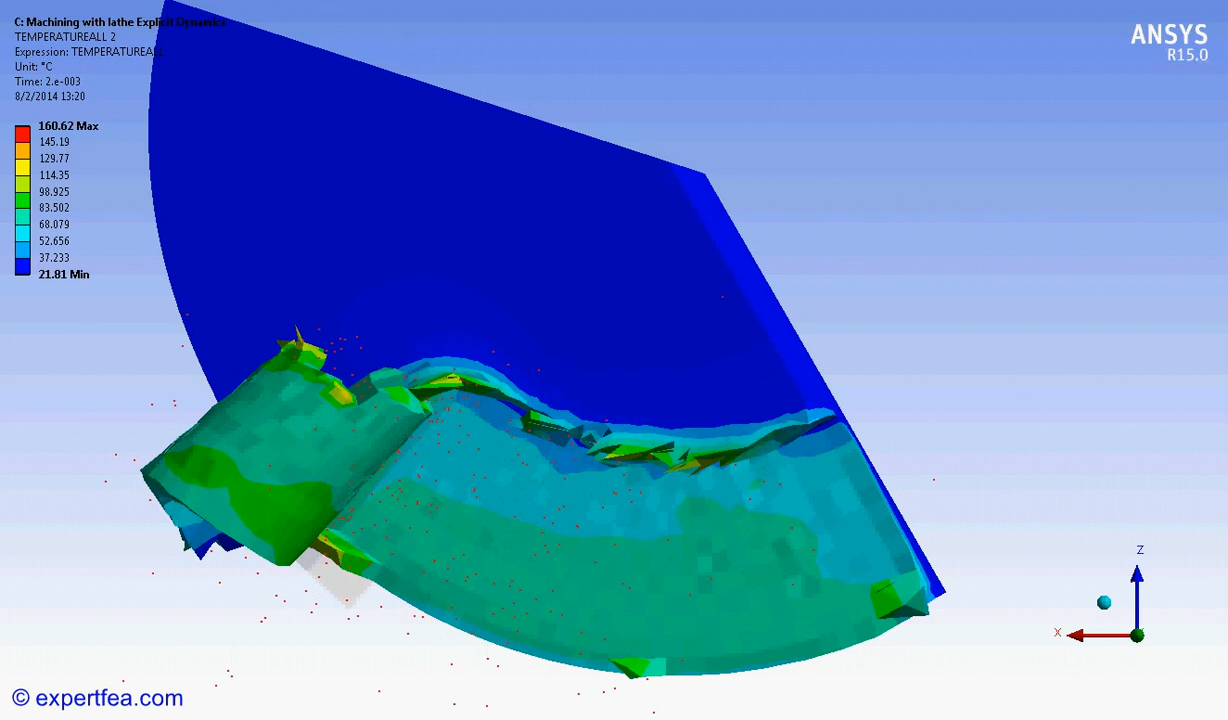 C: Machining with lathe Explicit Dynamics
TEMPERATUREALL 2
Expression: TEMPERATUREALL
Unit: °C
Time: 2.e-003
8/2/2014 13:20
160.62 Max
145.19
129.77
114.35
98.925
83.502
68.079
52.656
37.233
21.81 Min
ANSYS
R15.0
Z
X
© expertfea.com